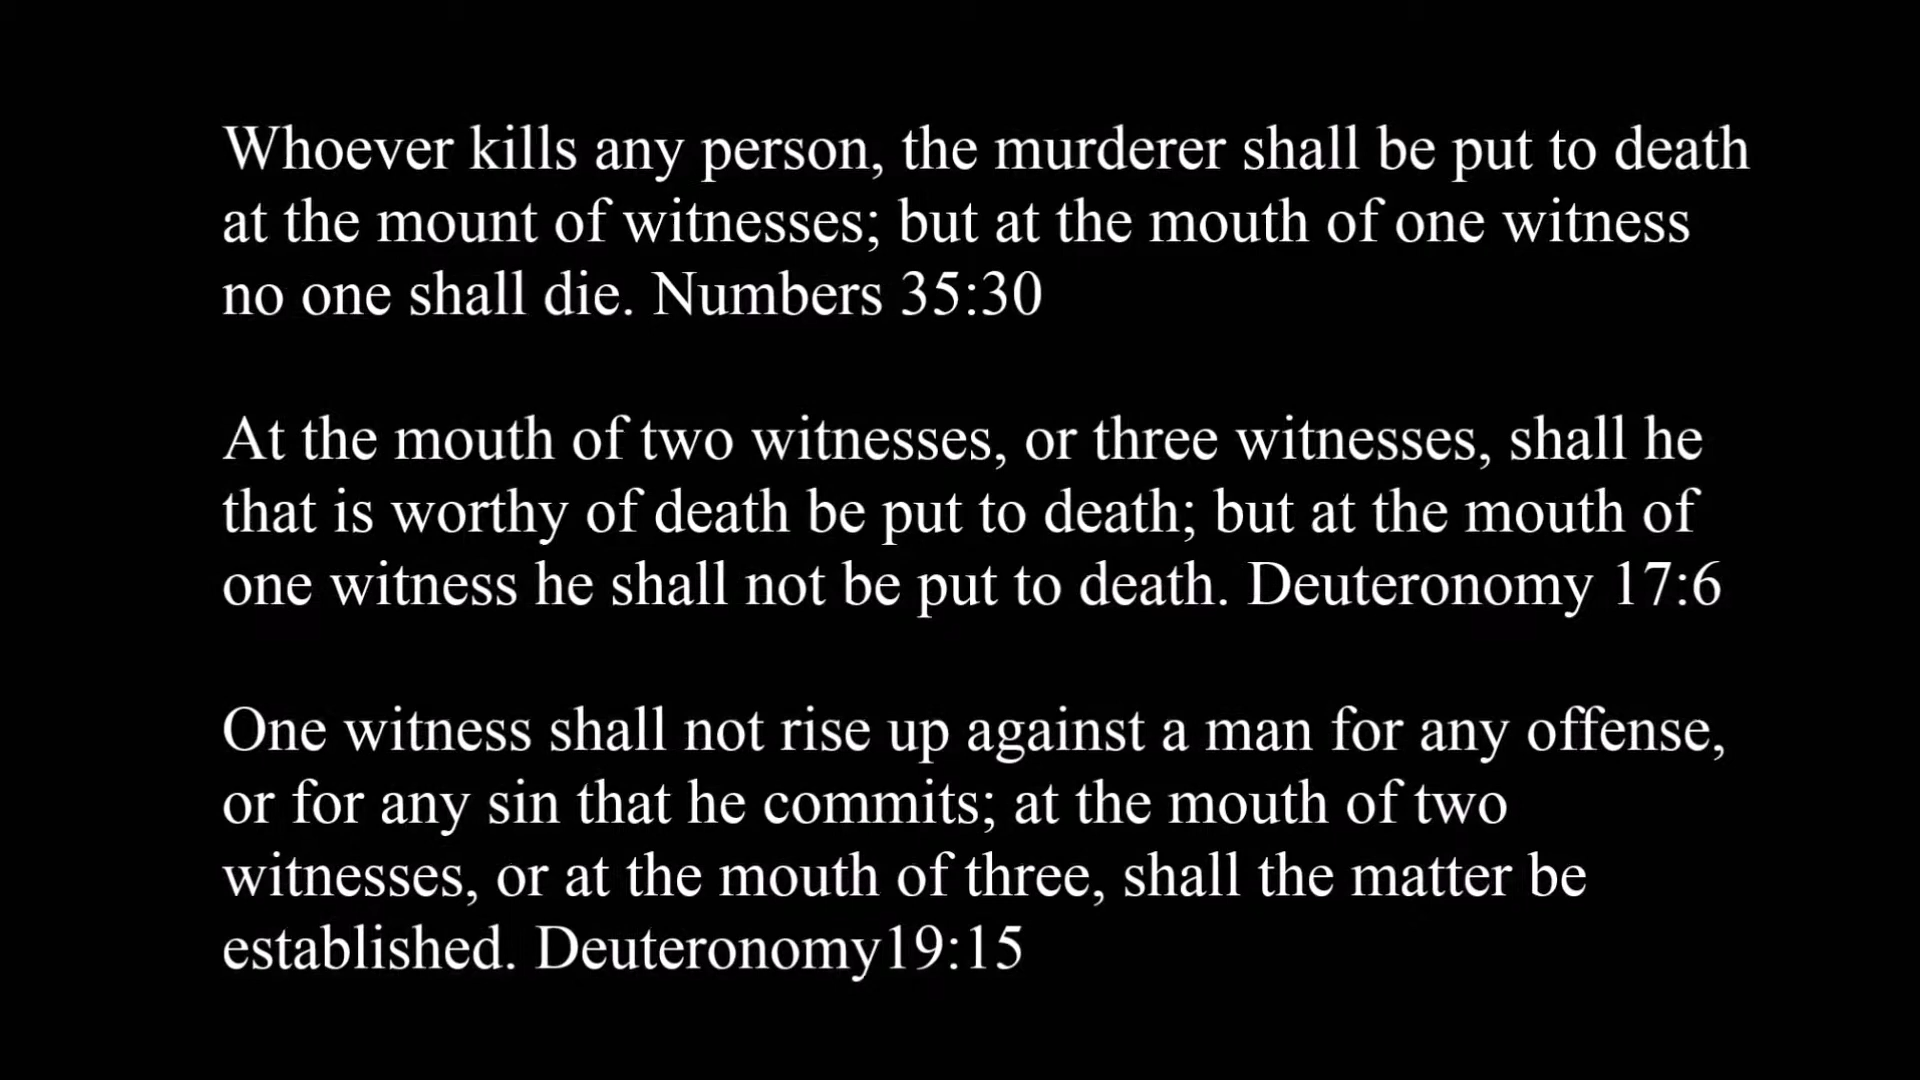 Whoever kills any person, the murderer shall be put to death
at the mount of witnesses; but at the mouth of one witness
no one shall die. Numbers 35:30
At the mouth of two witnesses, or three witnesses, shall he
that is worthy of death be put to death; but at the mouth of
one witness he shall not be put to death. Deuteronomy 17:6
One witness shall not rise up against a man for any offense,
or for any sin that he commits; at the mouth of two
witnesses, or at the mouth of three, shall the matter be
established. Deuteronomy19:15